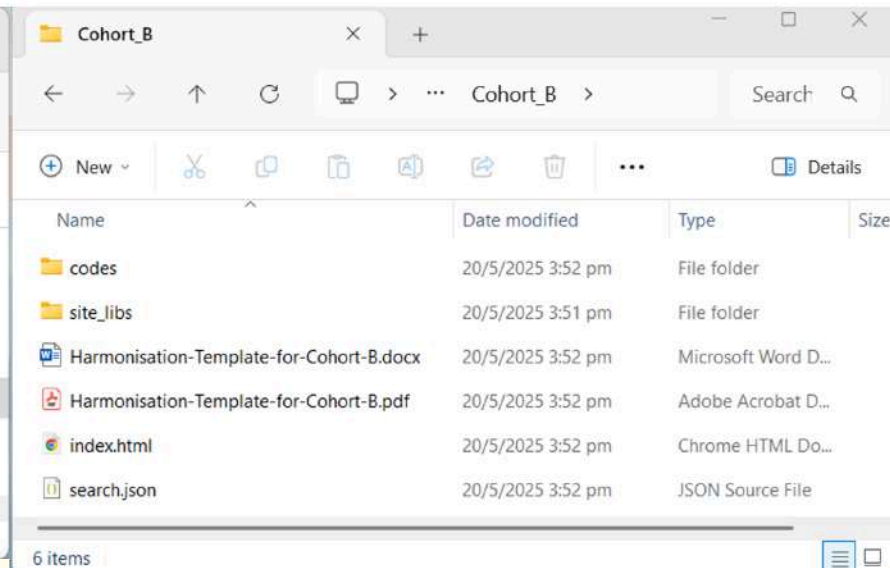 Cohort_B
... Cohort_B
Search
New
Details
Name Date modified Type Size
codes 20/5/2025 3:52 pm File folder
site_libs 20/5/2025 3:51 pm File folder
Harmonisation-Template-for-Cohort-B.docx 20/5/2025 3:52 pm Microsoft Word D...
Harmonisation-Template-for-Cohort-B.pdf 20/5/2025 3:52 pm Adobe Acrobat D...
index.html 20/5/2025 3:52 pm Chrome HTML Do...
search.json 20/5/2025 3:52 pm JSON Source File
6 items